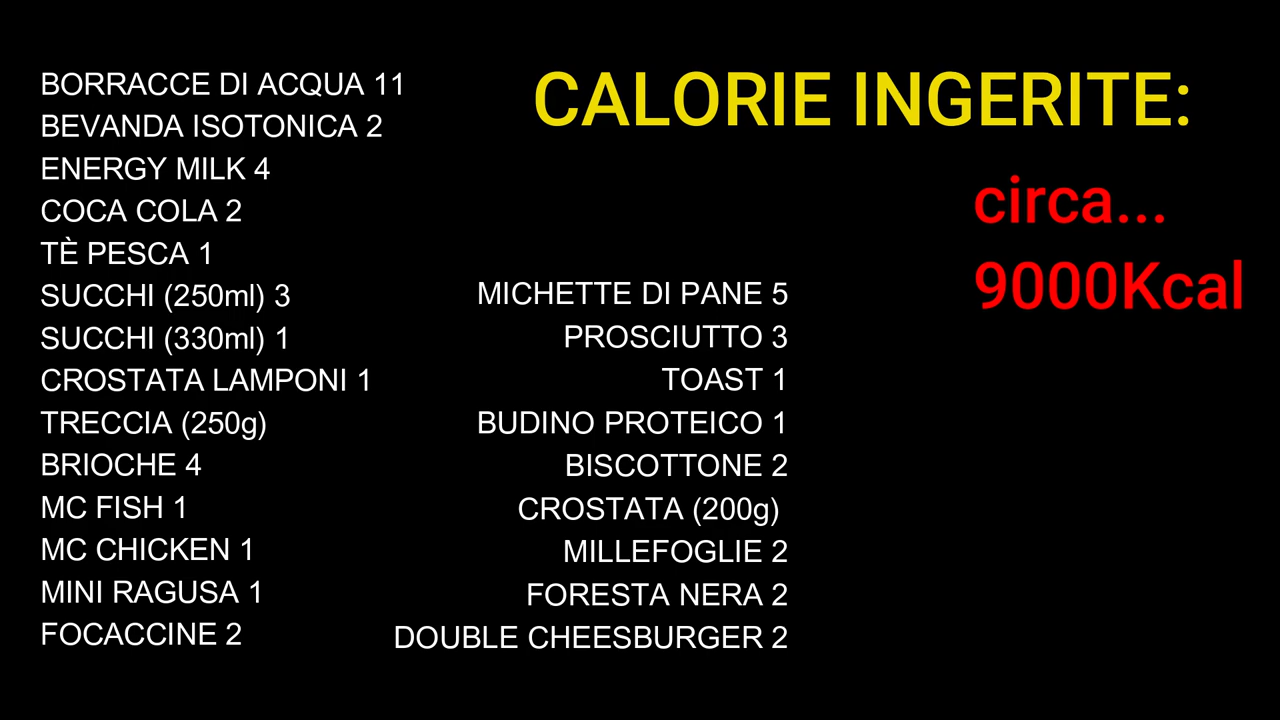 BORRACCE DI ACQUA 11
BEVANDA ISOTONICA 2
ENERGY MILK 4
COCA COLA 2
TÈ PESCA 1
SUCCHI (250ml) 3
SUCCHI (330ml) 1
CROSTATA LAMPONI 1
TRECCIA (250g)
BRIOCHE 4
MC FISH 1
MC CHICKEN 1
MINI RAGUSA 1
FOCACCINE 2
MICHETTE DI PANE 5
PROSCIUTTO 3
TOAST 1
BUDINO PROTEICO 1
BISCOTTONE 2
CROSTATA (200g)
MILLEFOGLIE 2
FORESTA NERA 2
DOUBLE CHEESBURGER 2
CALORIE INGERITE:
circa...
9000Kcal